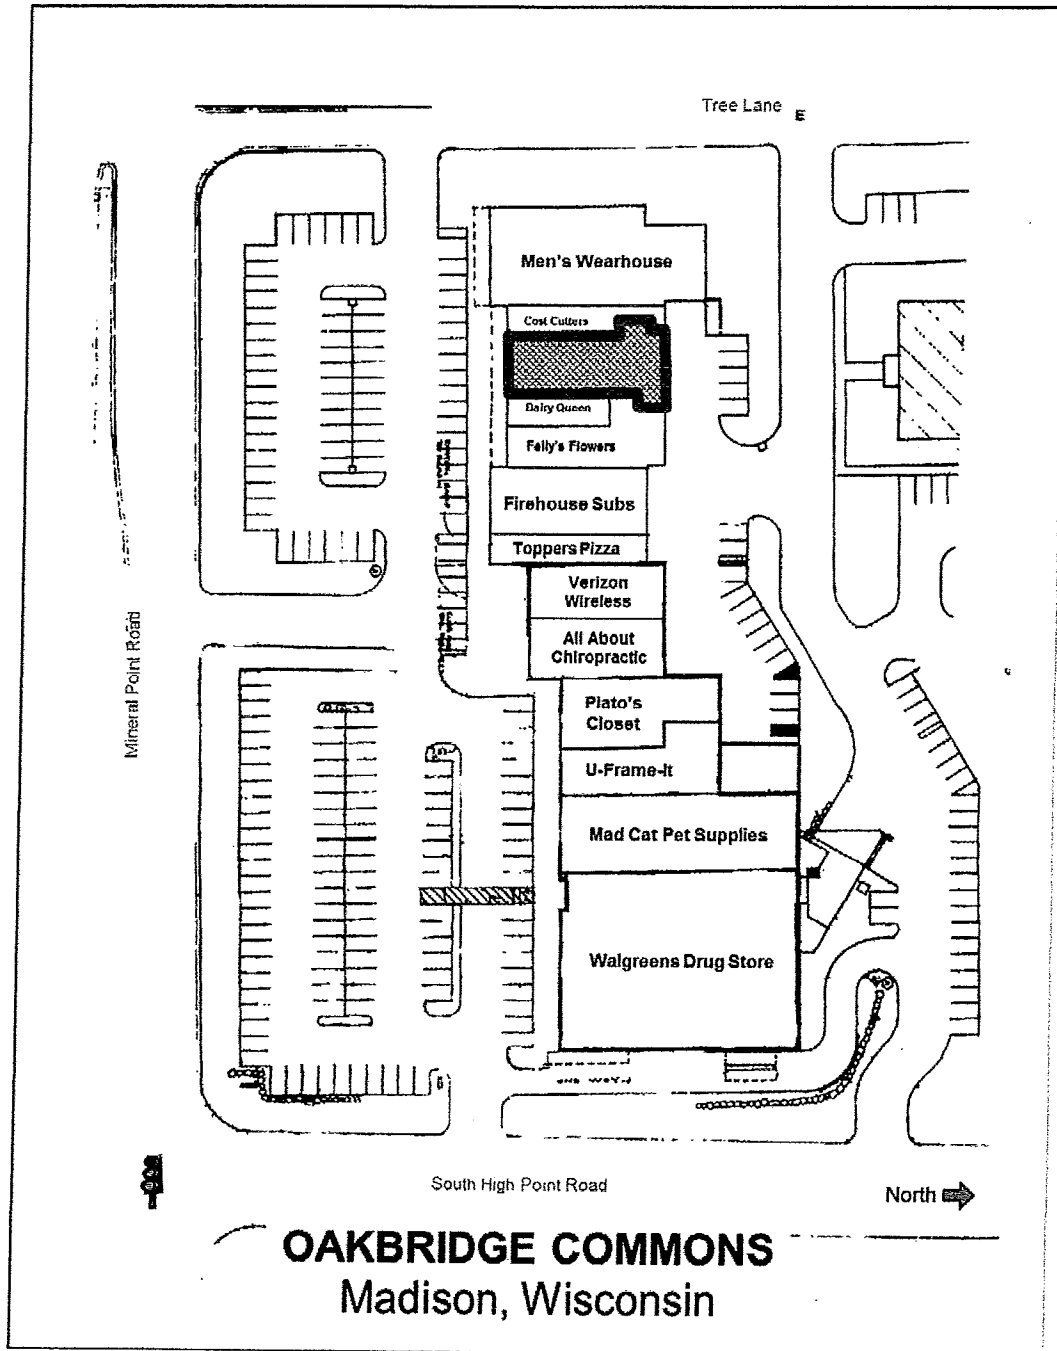 Tree Lane
E
Men's Wearhouse
Cost Cutters
Dairy Queen
Felly's Flowers
Firehouse Subs
Toppers Pizza
Verizon
Wireless
All About
Chiropractic
Plato's
Closet
U-Frame-It
Mad Cat Pet Supplies
Walgreens Drug Store
Mineral Point Road
South High Point Road
North
OAKBRIDGE COMMONS
Madison, Wisconsin